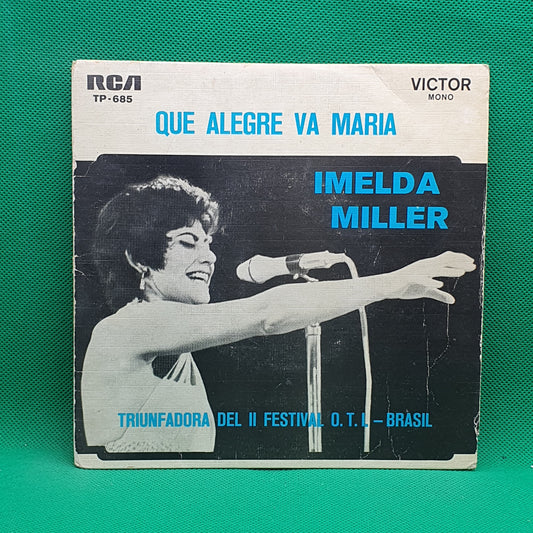 RCA VICTOR
TP-685 MONO
QUE ALEGRE VA MARIA
IMELDA
MILLER
TRIUNFADORA DEL II FESTIVAL O.T.I. – BRASIL